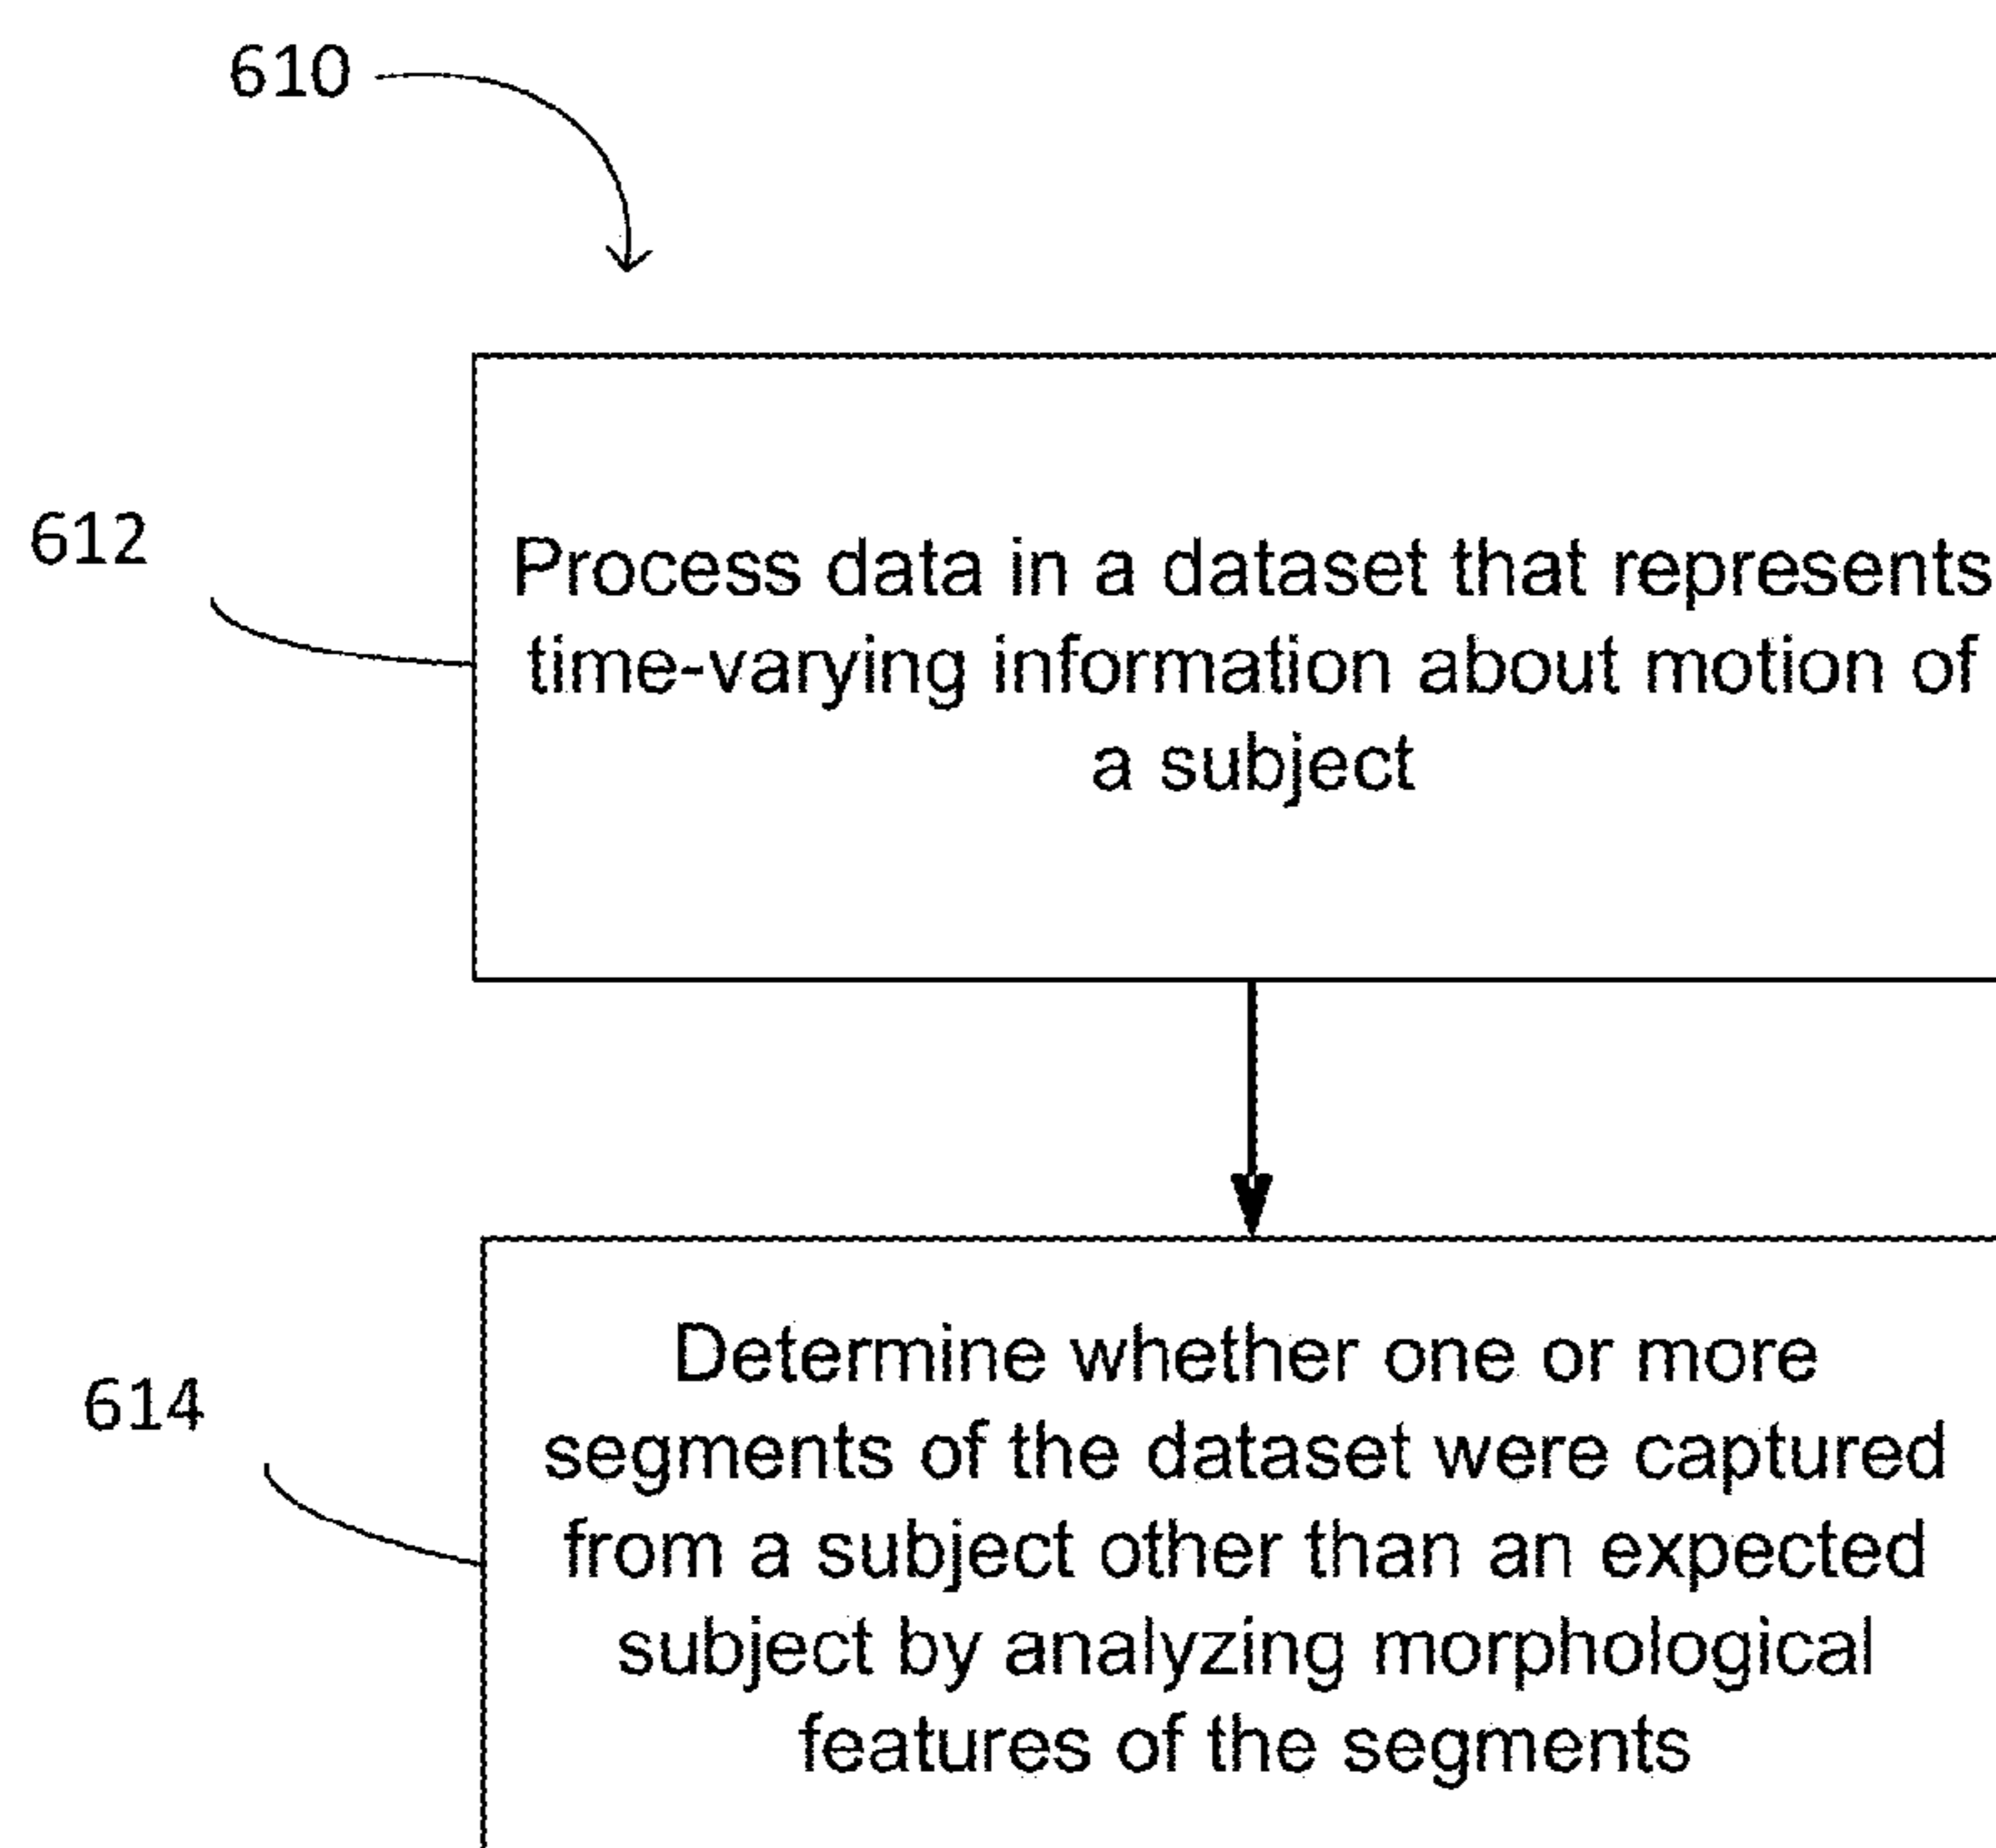 610
612
Process data in a dataset that represents
time-varying information about motion of
a subject
614
Determine whether one or more
segments of the dataset were captured
from a subject other than an expected
subject by analyzing morphological
features of the segments